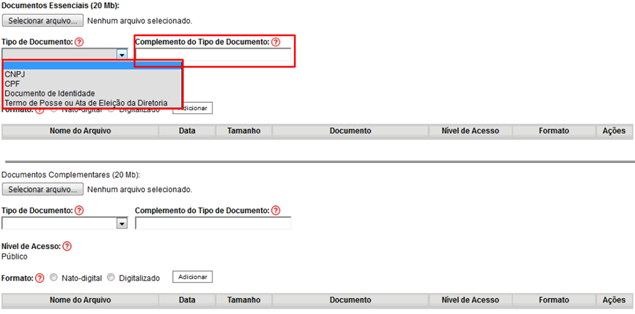 Documentos Essenciais (20 Mb):
Selecionar arquivo... Nenhum arquivo selecionado.
Tipo de Documento: ? Complemento do Tipo de Documento: ?
CNPJ
CPF
Documento de Identidade
Termo de Posse ou Ata de Eleição da Diretoria
Formato: ? Nato-digital Digitalizado Adicionar
Nome do Arquivo Data Tamanho Documento Nível de Acesso Formato Ações
Documentos Complementares (20 Mb):
Selecionar arquivo... Nenhum arquivo selecionado.
Tipo de Documento: ? Complemento do Tipo de Documento: ?
Nível de Acesso: ?
Público
Formato: ? Nato-digital Digitalizado Adicionar
Nome do Arquivo Data Tamanho Documento Nível de Acesso Formato Ações